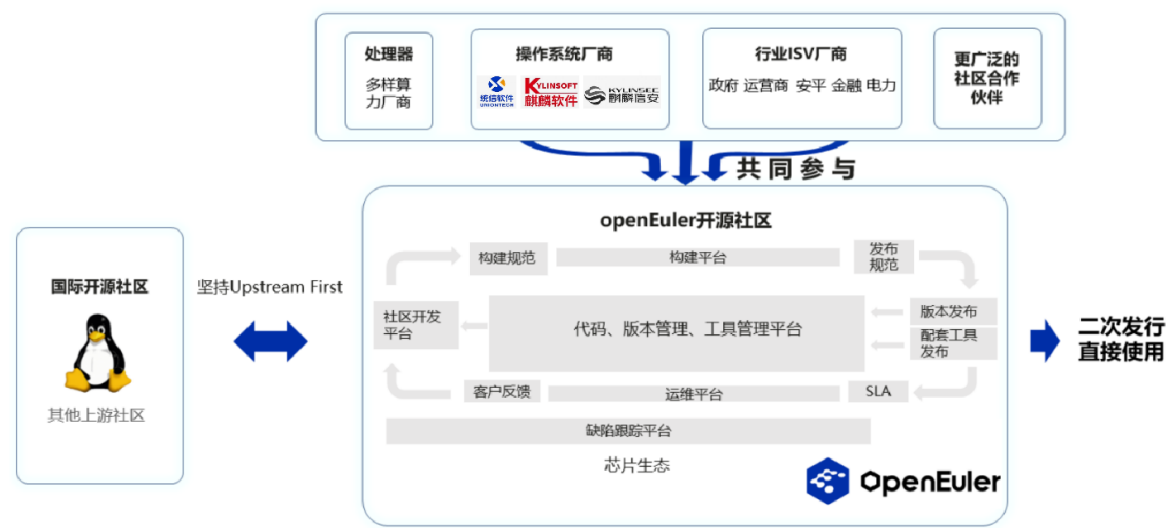 处理器
多样算
力厂商
操作系统厂商
统信软件
UNIONTECH
KYLINSOFT
麒麟软件
KYLINSEC
麒麟信安
行业ISV厂商
政府 运营商 安平 金融 电力
更广泛的
社区合作
伙伴
共同参与
国际开源社区
其他上游社区
坚持Upstream First
openEuler开源社区
构建规范
构建平台
发布
规范
社区开发
平台
代码、版本管理、工具管理平台
版本发布
配套工具
发布
客户反馈
运维平台
SLA
缺陷跟踪平台
芯片生态
OpenEuler
二次发行
直接使用